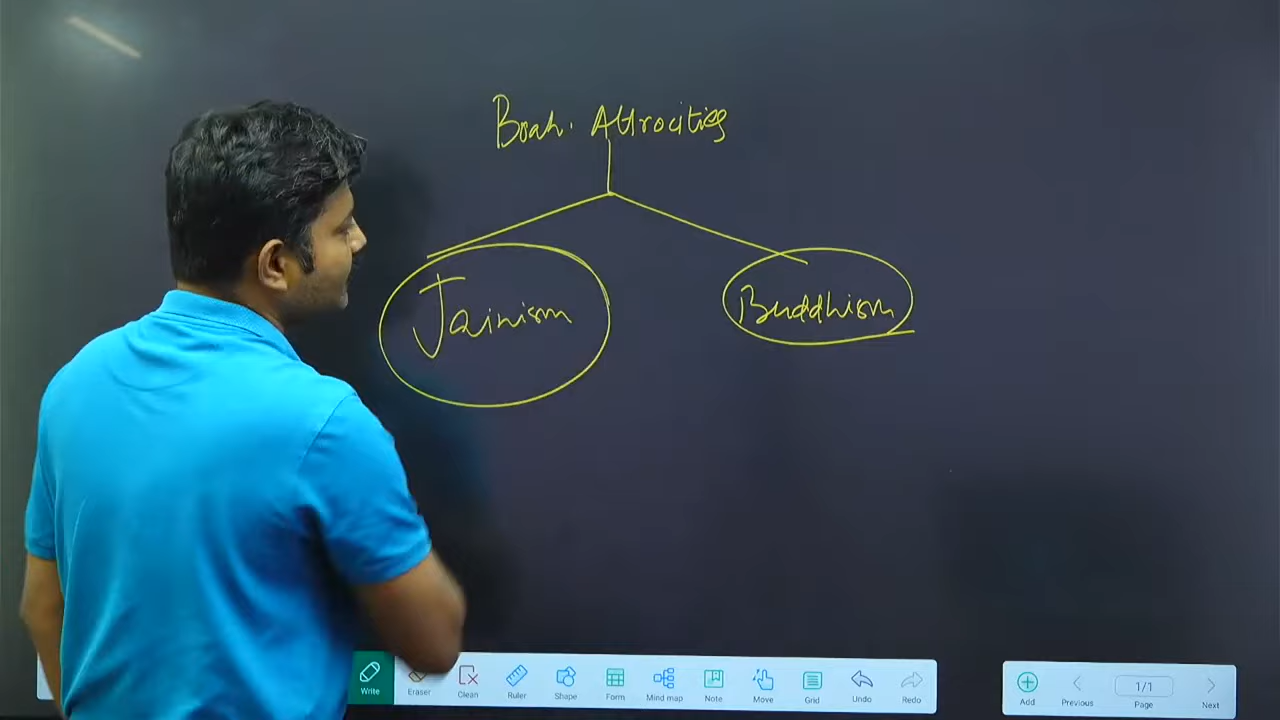 Brah. Attrocities
Jainism
Buddhism
Write
Eraser
Clean
Ruler
Shape
Form
Mind map
Note
Move
Grid
Undo
Redo
Add
Previous
1/1
Page
Next